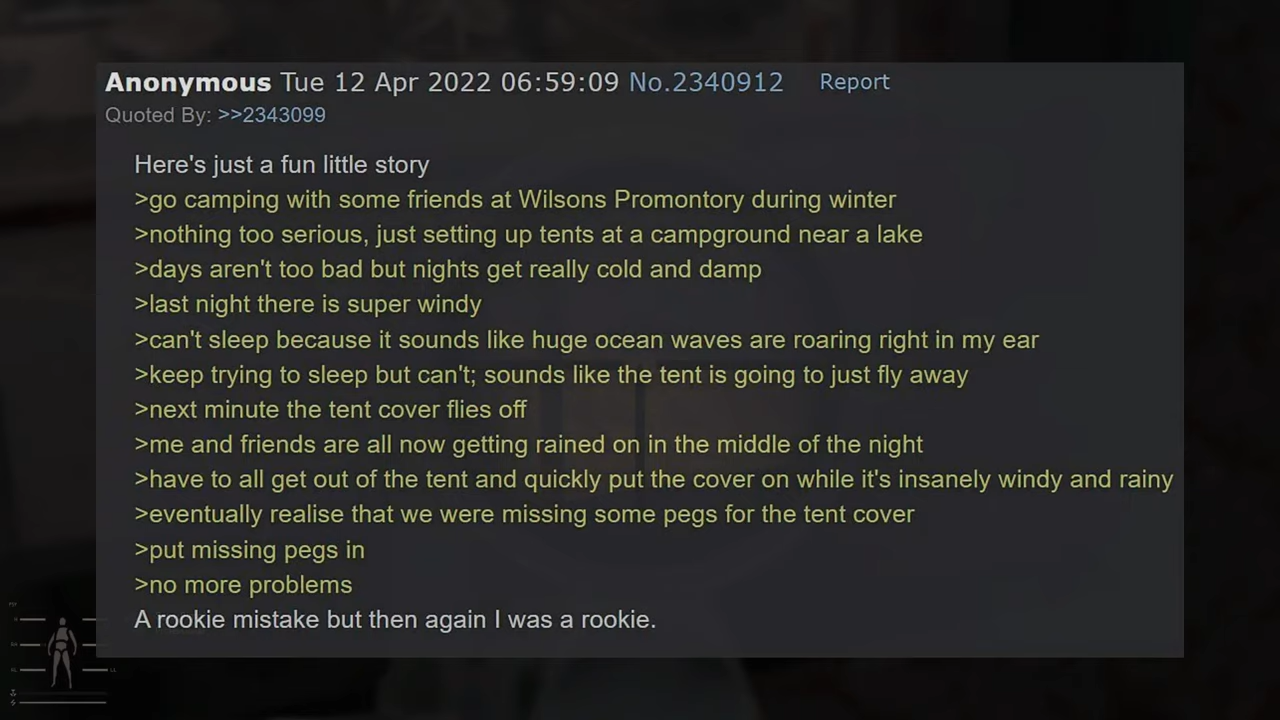 Anonymous Tue 12 Apr 2022 06:59:09 No.2340912 Report
Quoted By: >>2343099
Here's just a fun little story
>go camping with some friends at Wilsons Promontory during winter
>nothing too serious, just setting up tents at a campground near a lake
>days aren't too bad but nights get really cold and damp
>last night there is super windy
>can't sleep because it sounds like huge ocean waves are roaring right in my ear
>keep trying to sleep but can't; sounds like the tent is going to just fly away
>next minute the tent cover flies off
>me and friends are all now getting rained on in the middle of the night
>have to all get out of the tent and quickly put the cover on while it's insanely windy and rainy
>eventually realise that we were missing some pegs for the tent cover
>put missing pegs in
>no more problems
A rookie mistake but then again I was a rookie.